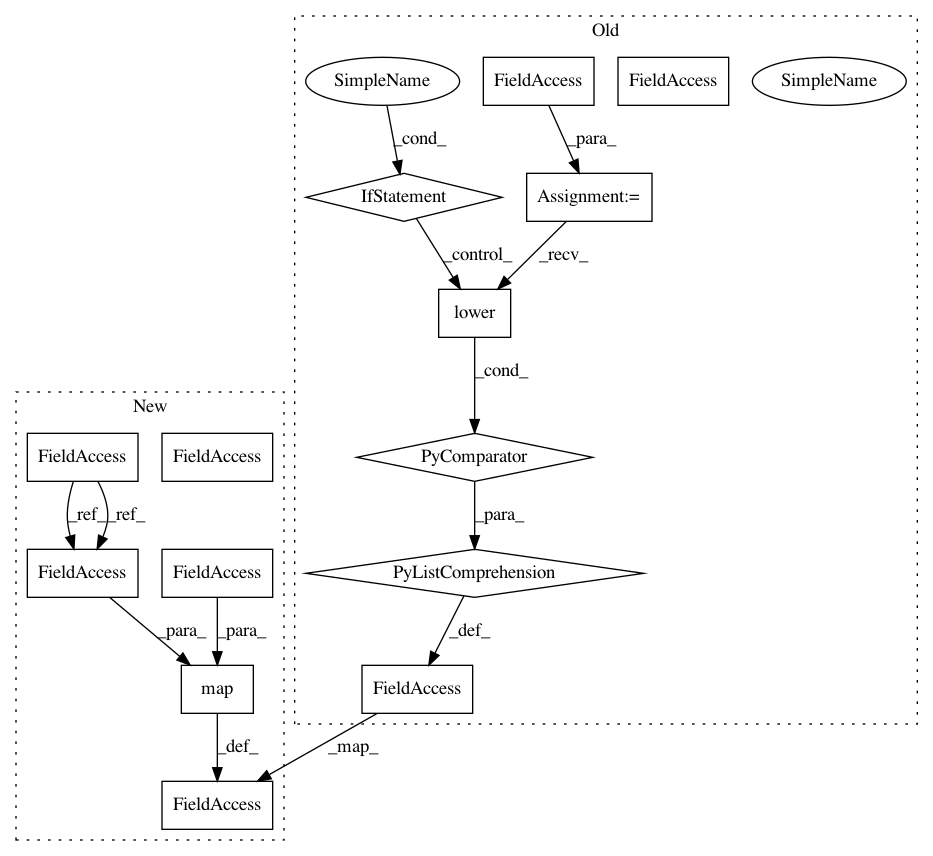 Old
SimpleName
FieldAccess
FieldAccess
SimpleName
_cond_
_para_
IfStatement
Assignment:=
_control_
_recv_
lower
_cond_
New
FieldAccess
FieldAccess
PyComparator
_ref_
_ref_
_para_
FieldAccess
FieldAccess
PyListComprehension
_para_
_para_
_def_
map
FieldAccess
_def_
_map_
FieldAccess